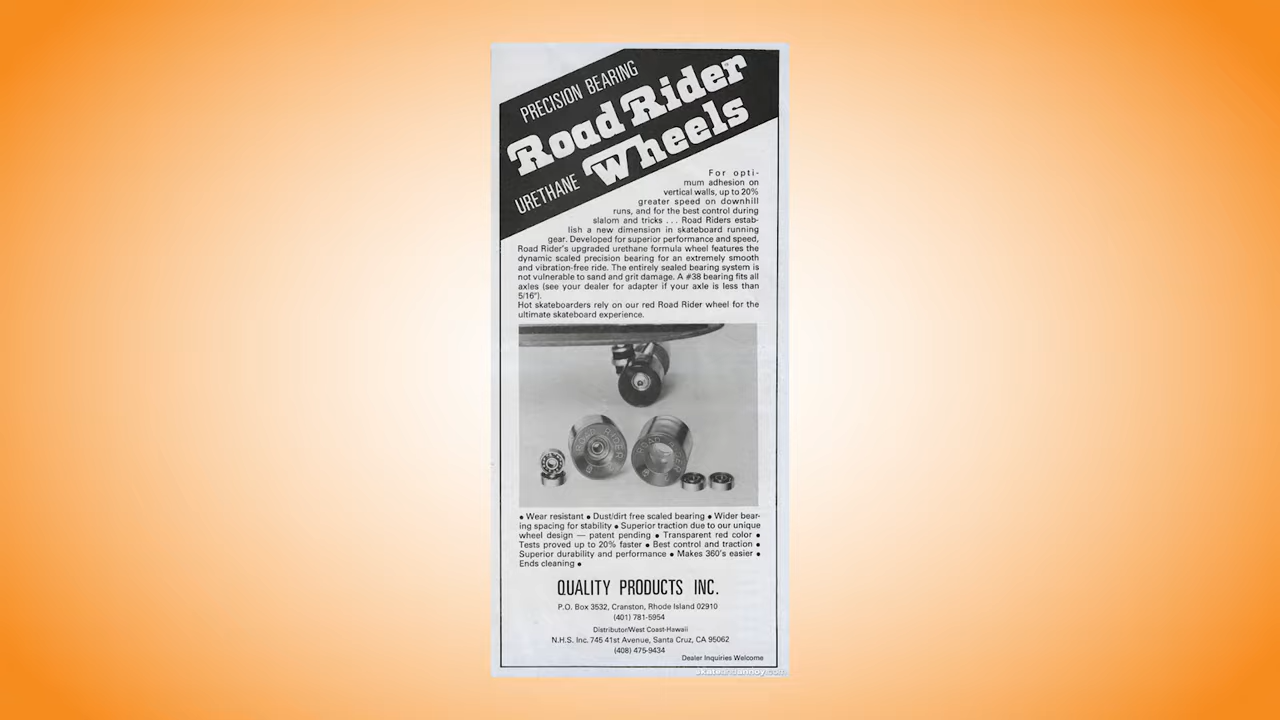 PRECISION BEARING
Road Rider
Wheels
URETHANE
For opti-
mum adhesion on
vertical walls, up to 20%
greater speed on downhill
runs, and for the best control during
slalom and tricks . . . Road Riders estab-
lish a new dimension in skateboard running
gear. Developed for superior performance and speed,
Road Rider's upgraded urethane formula wheel features the
dynamic scaled precision bearing for an extremely smooth
and vibration-free ride. The entirely sealed bearing system is
not vulnerable to sand and grit damage. A #38 bearing fits all
axles (see your dealer for adapter if your axle is less than
5/16").
Hot skateboarders rely on our red Road Rider wheel for the
ultimate skateboard experience.
ROAD RIDER
ROAD RIDER
• Wear resistant • Dust/dirt free scaled bearing • Wider bear-
ing spacing for stability • Superior traction due to our unique
wheel design — patent pending • Transparent red color •
Tests proved up to 20% faster • Best control and traction •
Superior durability and performance • Makes 360's easier •
Ends cleaning •
QUALITY PRODUCTS INC.
P.O. Box 3532, Cranston, Rhode Island 02910
(401) 781-5954
Distributor/West Coast-Hawaii
N.H.S. Inc. 745 41st Avenue, Santa Cruz, CA 95062
(408) 475-9434
Dealer Inquiries Welcome